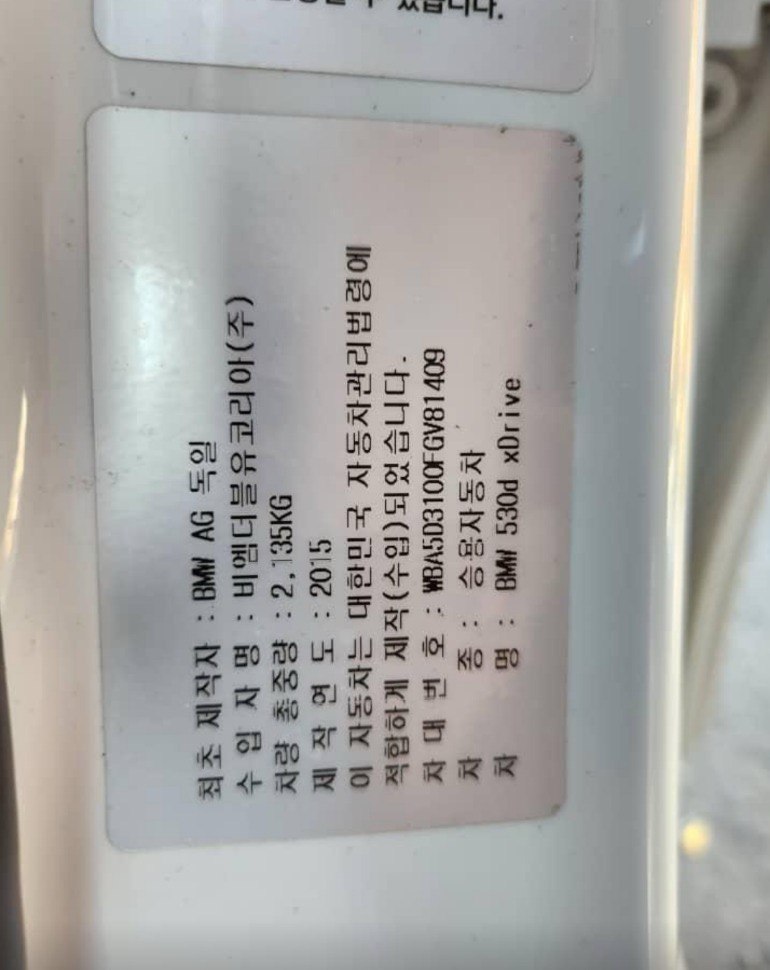 있습니다.
최초 제작자 : BMW AG 독일
수 입 자 명 : 비엠더블유코리아(주)
차량 총중량 : 2,135KG
제 작 연 도 : 2015
이 자동차는 대한민국 자동차관리법령에
적합하게 제작(수입)되었습니다.
차 대 번 호 : WBA5D3100FGV81409
차 종 : 승용자동차
차 명 : BMW 530d xDrive